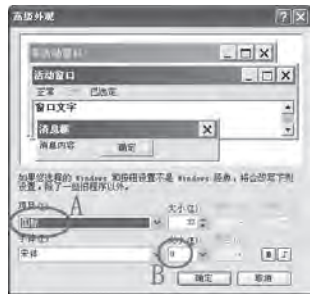 高级外观
非活动窗口
活动窗口
正常 已选定
窗口文字
消息框
消息内容 确定
如果您选择的 Windows 和按钮设置不是 Windows 经典，将会改写下列
设置，除了一些旧程序以外。
项目(I): A 大小(Z):
图标 32
字体(F): 大小(E):
宋体 9 B I
B 确定 取消